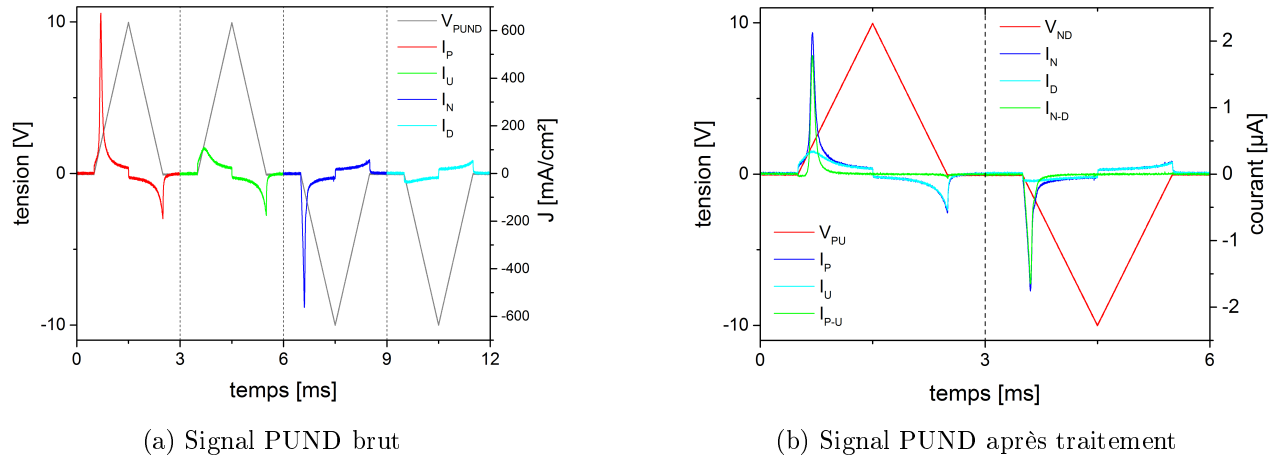 10
0
-10
tension [V]
0
3
6
9
12
temps [ms]
600
400
200
0
-200
-400
-600
J [mA/cm²]
V_PUND
I_P
I_U
I_N
I_D
(a) Signal PUND brut
10
0
-10
tension [V]
0
3
6
temps [ms]
2
1
0
-1
-2
courant [µA]
V_ND
I_N
I_D
I_N-D
V_PU
I_P
I_U
I_P-U
(b) Signal PUND après traitement